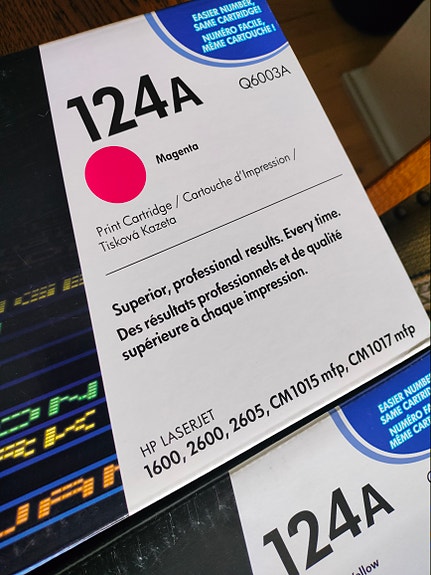 EASIER NUMBER,
SAME CARTRIDGE!
NUMÉRO FACILE,
MÊME CARTOUCHE !
124A
Q6003A
Magenta
Print Cartridge / Cartouche d'Impression /
Tisková Kazeta
Superior, professional results. Every time.
Des résultats professionnels et de qualité
supérieure à chaque impression.
HP LASERJET
1600, 2600, 2605, CM1015 mfp, CM1017 mfp
EASIER
SAME
NUMÉRO
MÊME
124A